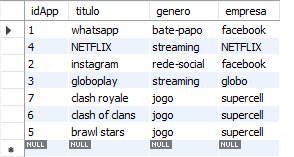 idApp titulo genero empresa
1 whatsapp bate-papo facebook
4 NETFLIX streaming NETFLIX
2 instagram rede-social facebook
3 globoplay streaming globo
7 clash royale jogo supercell
6 clash of clans jogo supercell
5 brawl stars jogo supercell
NULL NULL NULL NULL